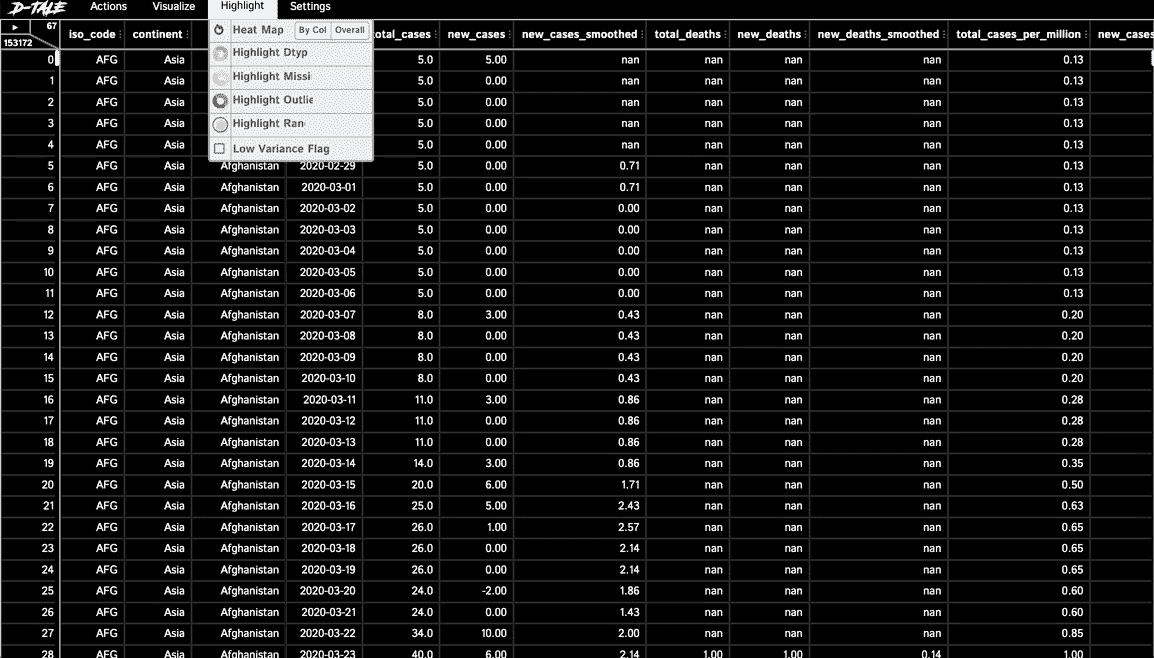 D-TALE Actions Visualize Highlight Settings
67
153172
iso_code continent total_cases new_cases new_cases_smoothed total_deaths new_deaths new_deaths_smoothed total_cases_per_million new_cases
Heat Map By Col Overall
Highlight Dtyp
Highlight Missi
Highlight Outlie
Highlight Ran
Low Variance Flag
0 AFG Asia 5.0 5.00 nan nan nan nan 0.13
1 AFG Asia 5.0 0.00 nan nan nan nan 0.13
2 AFG Asia 5.0 0.00 nan nan nan nan 0.13
3 AFG Asia 5.0 0.00 nan nan nan nan 0.13
4 AFG Asia 5.0 0.00 nan nan nan nan 0.13
5 AFG Asia Afghanistan 2020-02-29 5.0 0.00 0.71 nan nan nan 0.13
6 AFG Asia Afghanistan 2020-03-01 5.0 0.00 0.71 nan nan nan 0.13
7 AFG Asia Afghanistan 2020-03-02 5.0 0.00 0.00 nan nan nan 0.13
8 AFG Asia Afghanistan 2020-03-03 5.0 0.00 0.00 nan nan nan 0.13
9 AFG Asia Afghanistan 2020-03-04 5.0 0.00 0.00 nan nan nan 0.13
10 AFG Asia Afghanistan 2020-03-05 5.0 0.00 0.00 nan nan nan 0.13
11 AFG Asia Afghanistan 2020-03-06 5.0 0.00 0.00 nan nan nan 0.13
12 AFG Asia Afghanistan 2020-03-07 8.0 3.00 0.43 nan nan nan 0.20
13 AFG Asia Afghanistan 2020-03-08 8.0 0.00 0.43 nan nan nan 0.20
14 AFG Asia Afghanistan 2020-03-09 8.0 0.00 0.43 nan nan nan 0.20
15 AFG Asia Afghanistan 2020-03-10 8.0 0.00 0.43 nan nan nan 0.20
16 AFG Asia Afghanistan 2020-03-11 11.0 3.00 0.86 nan nan nan 0.28
17 AFG Asia Afghanistan 2020-03-12 11.0 0.00 0.86 nan nan nan 0.28
18 AFG Asia Afghanistan 2020-03-13 11.0 0.00 0.86 nan nan nan 0.28
19 AFG Asia Afghanistan 2020-03-14 14.0 3.00 0.86 nan nan nan 0.35
20 AFG Asia Afghanistan 2020-03-15 20.0 6.00 1.71 nan nan nan 0.50
21 AFG Asia Afghanistan 2020-03-16 25.0 5.00 2.43 nan nan nan 0.63
22 AFG Asia Afghanistan 2020-03-17 26.0 1.00 2.57 nan nan nan 0.65
23 AFG Asia Afghanistan 2020-03-18 26.0 0.00 2.14 nan nan nan 0.65
24 AFG Asia Afghanistan 2020-03-19 26.0 0.00 2.14 nan nan nan 0.65
25 AFG Asia Afghanistan 2020-03-20 24.0 -2.00 1.86 nan nan nan 0.60
26 AFG Asia Afghanistan 2020-03-21 24.0 0.00 1.43 nan nan nan 0.60
27 AFG Asia Afghanistan 2020-03-22 34.0 10.00 2.00 nan nan nan 0.85
28 AFG Asia Afghanistan 2020-03-23 40.0 6.00 2.14 1.00 1.00 0.14 1.00